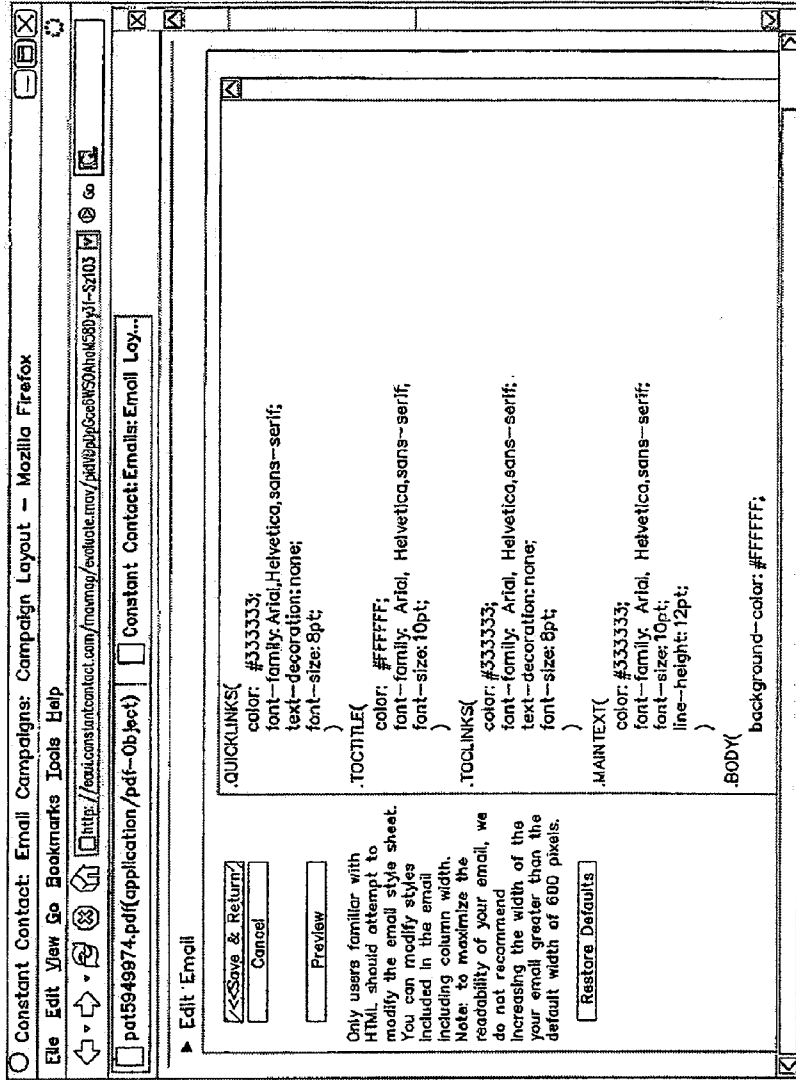 Constant Contact: Email Campaigns: Campaign Layout — Mozilla Firefox
File Edit View Go Bookmarks Tools Help
Go
pat5949974.pdf(application/pdf-Object)
Constant Contact: Emails: Email Lay...
Edit Email
/<<Save & Return/
Cancel
Preview
Only users familiar with
HTML should attempt to
modify the email style sheet.
You can modify styles
included in the email
including column width.
Note: to maximize the
readability of your email, we
do not recommend
increasing the width of the
your email greater than the
default width of 600 pixels.
Restore Defaults
.QUICKLINKS(
color: #333333;
font-family: Arial,Helvetica,sans-serif;
text-decoration: none;
font-size: 8pt;
)
.TOCTITLE(
color: #FFFFFF;
font-family: Arial, Helvetica,sans-serif;
font-size: 10pt;
)
.TOCLINKS(
color: #333333;
font-family: Arial, Helvetica,sans-serif;
text-decoration: none;
font-size: 8pt;
)
.MAINTEXT(
color: #333333;
font-family: Arial, Helvetica,sans-serif;
font-size: 10pt;
line-height: 12pt;
)
.BODY(
background-color: #FFFFFF;